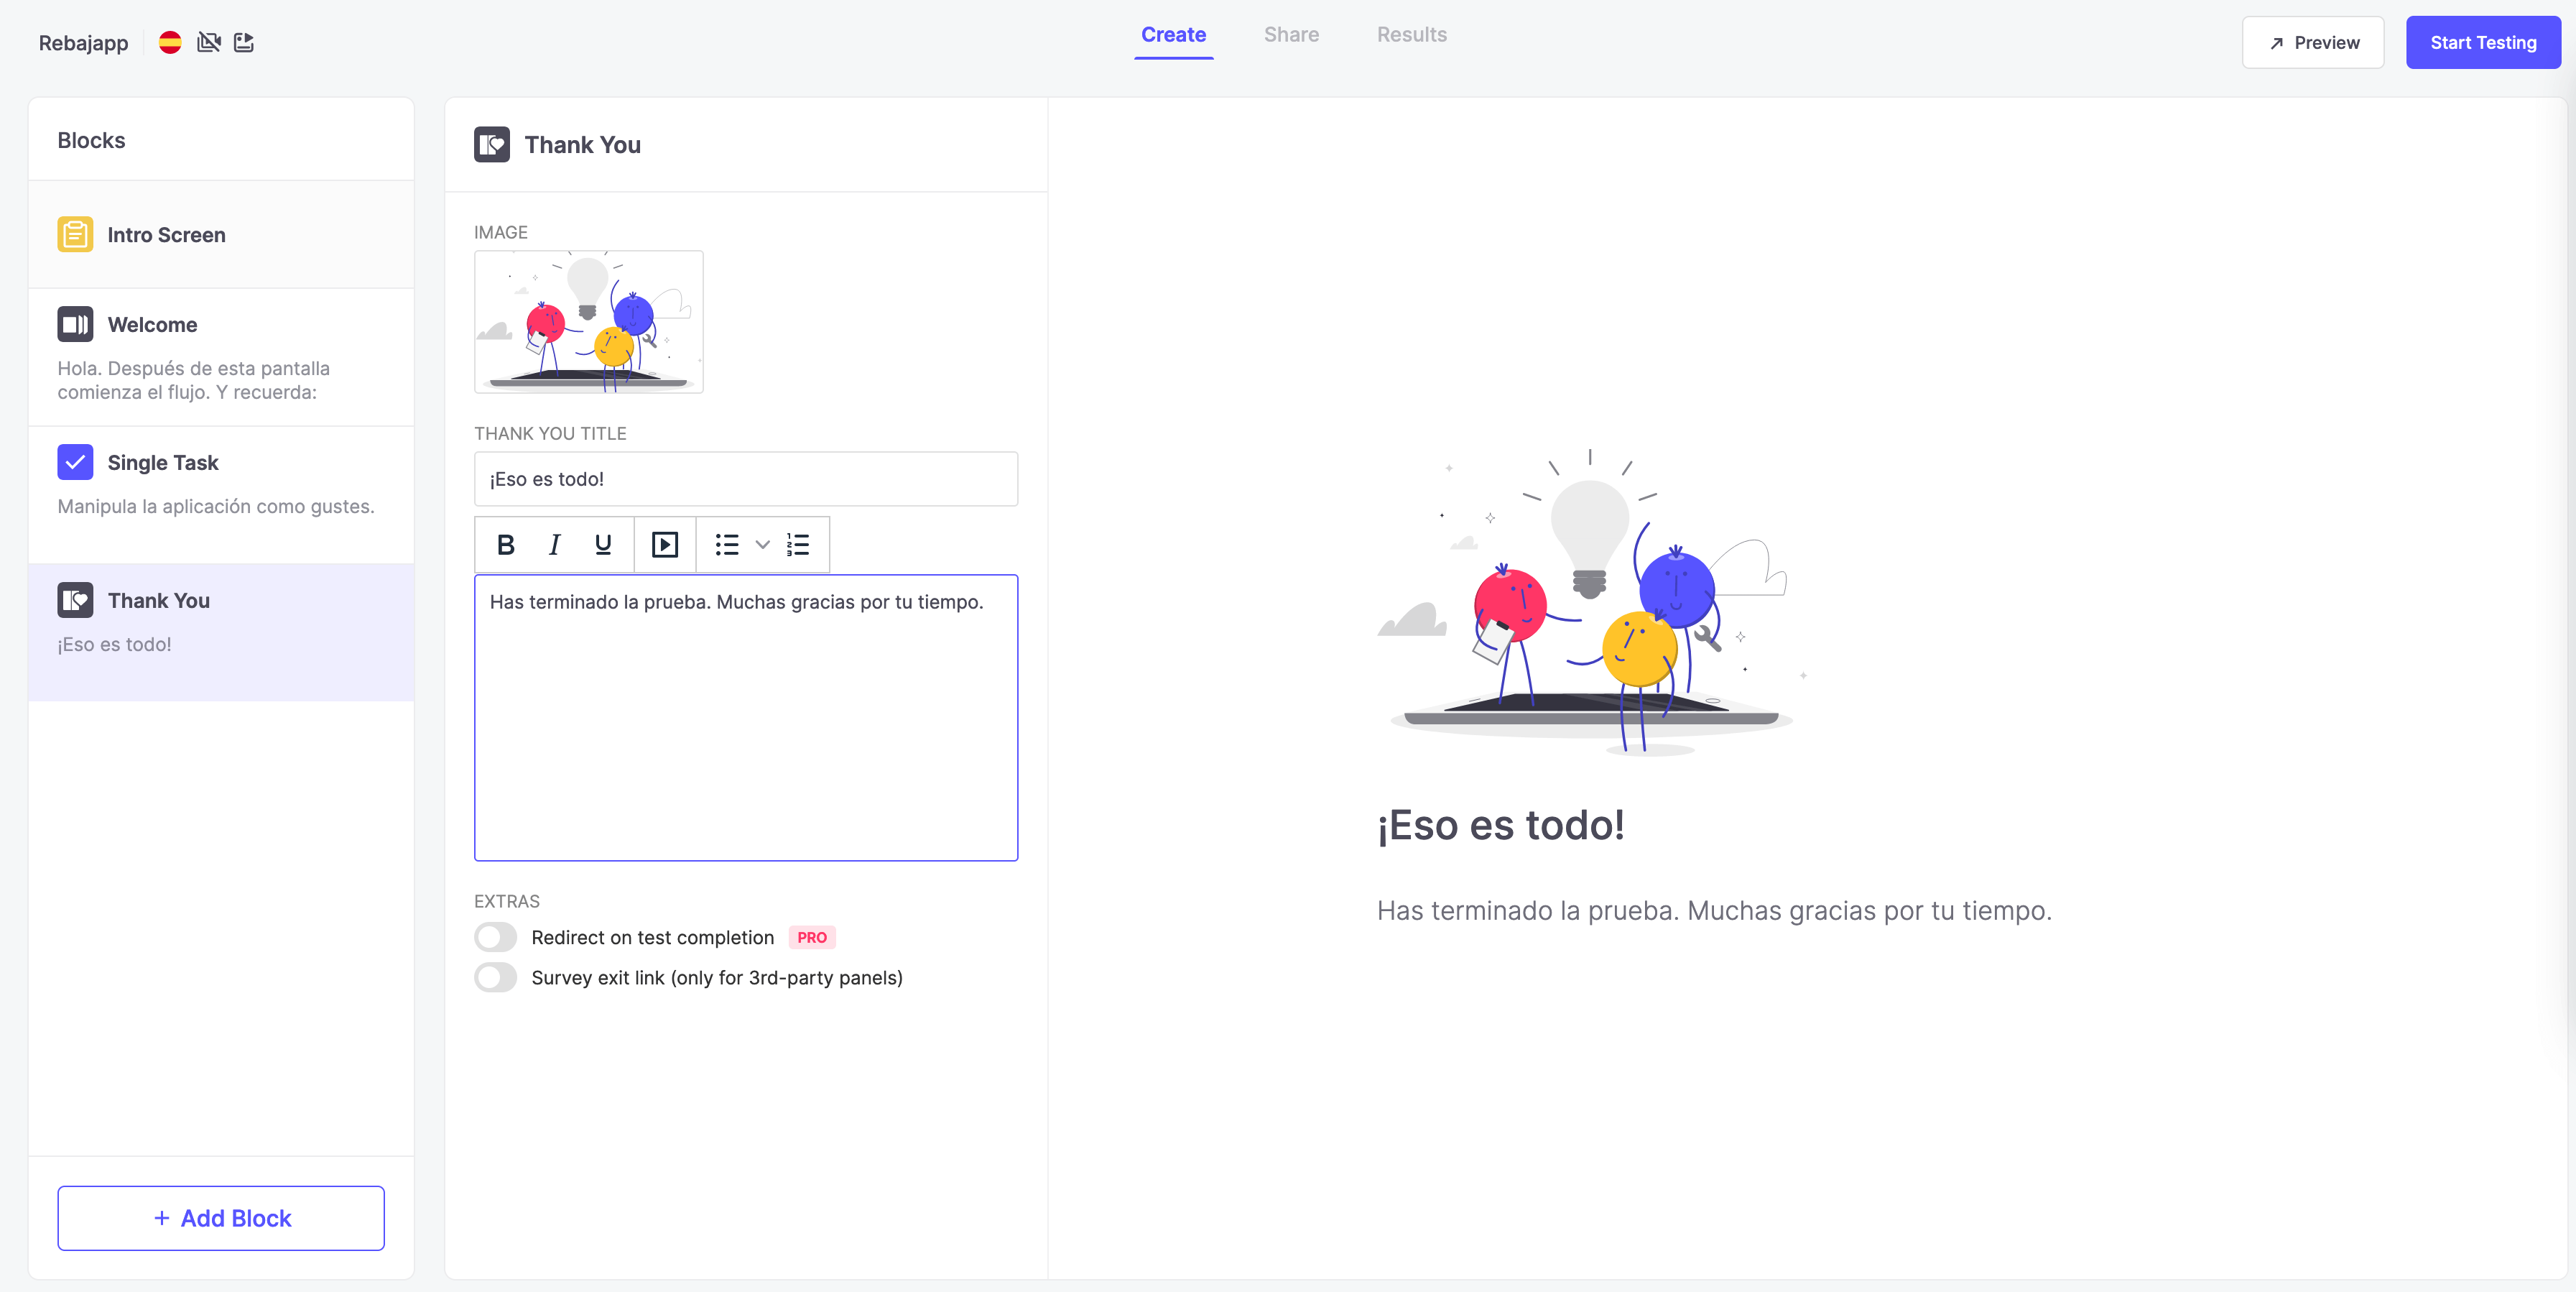 Rebajapp
Create
Share
Results
Preview
Start Testing
Blocks
Intro Screen
Welcome
Hola. Después de esta pantalla
comienza el flujo. Y recuerda:
Single Task
Manipula la aplicación como gustes.
Thank You
¡Eso es todo!
+ Add Block
Thank You
IMAGE
THANK YOU TITLE
¡Eso es todo!
B I U
Has terminado la prueba. Muchas gracias por tu tiempo.
EXTRAS
Redirect on test completion PRO
Survey exit link (only for 3rd-party panels)
¡Eso es todo!
Has terminado la prueba. Muchas gracias por tu tiempo.